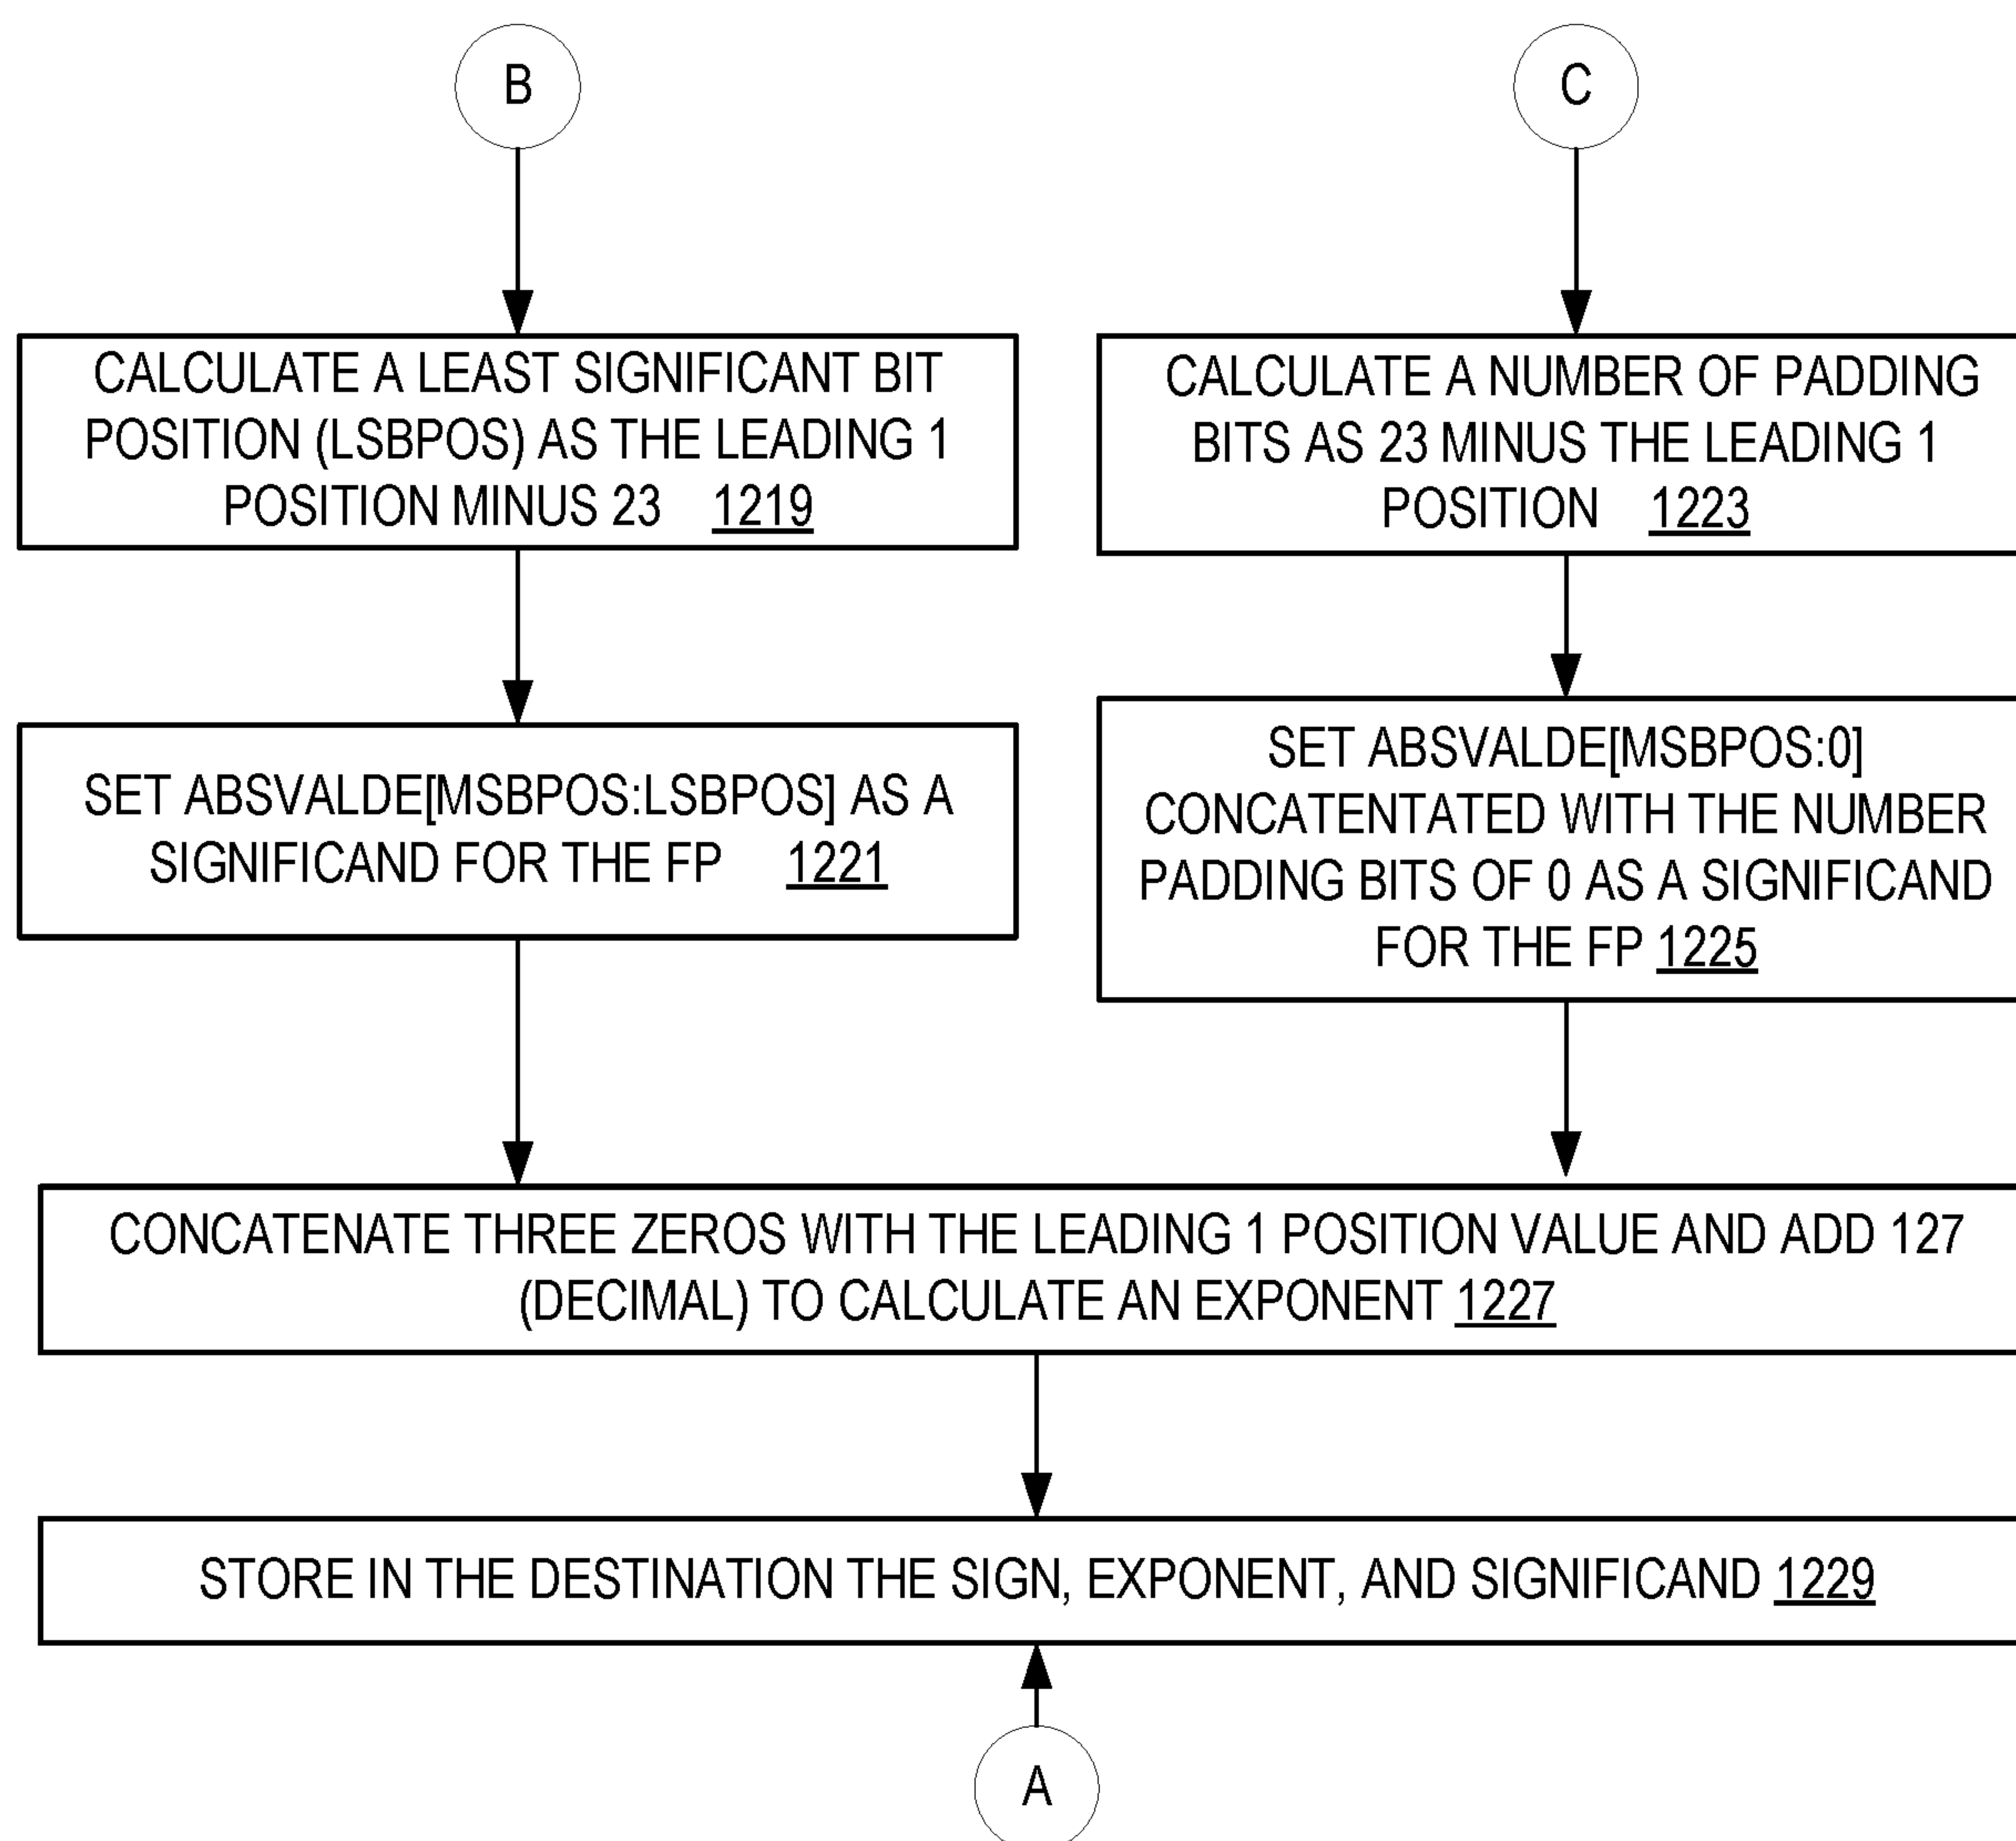 B
C
CALCULATE A LEAST SIGNIFICANT BIT
POSITION (LSBPOS) AS THE LEADING 1
POSITION MINUS 23 1219
CALCULATE A NUMBER OF PADDING
BITS AS 23 MINUS THE LEADING 1
POSITION 1223
SET ABSVALDE[MSBPOS:LSBPOS] AS A
SIGNIFICAND FOR THE FP 1221
SET ABSVALDE[MSBPOS:0]
CONCATENTATED WITH THE NUMBER
PADDING BITS OF 0 AS A SIGNIFICAND
FOR THE FP 1225
CONCATENATE THREE ZEROS WITH THE LEADING 1 POSITION VALUE AND ADD 127
(DECIMAL) TO CALCULATE AN EXPONENT 1227
STORE IN THE DESTINATION THE SIGN, EXPONENT, AND SIGNIFICAND 1229
A